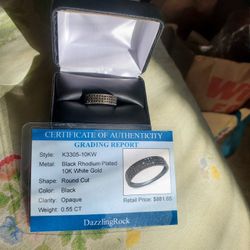 CERTIFICATE OF AUTHENTICITY
GRADING REPORT
Style: K3305-10KW
Metal: Black Rhodium Plated
10K White Gold
Shape: Round Cut
Color: Black
Clarity: Opaque
Weight: 0.55 CT
Retail Price: $881.65
DazzlingRock